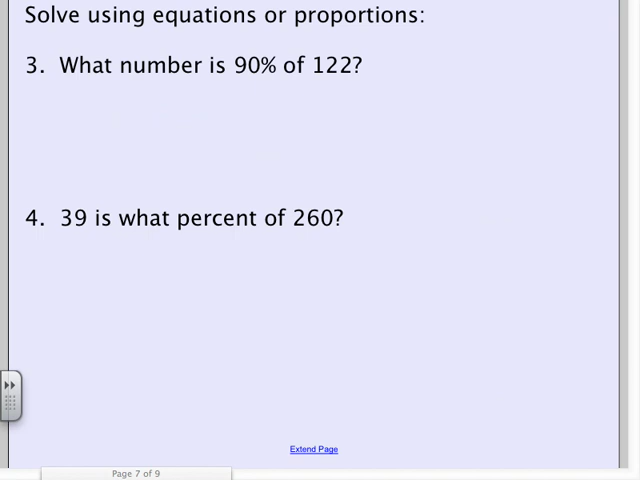 Solve using equations or proportions:
3. What number is 90% of 122?
4. 39 is what percent of 260?
Extend Page
Page 7 of 9